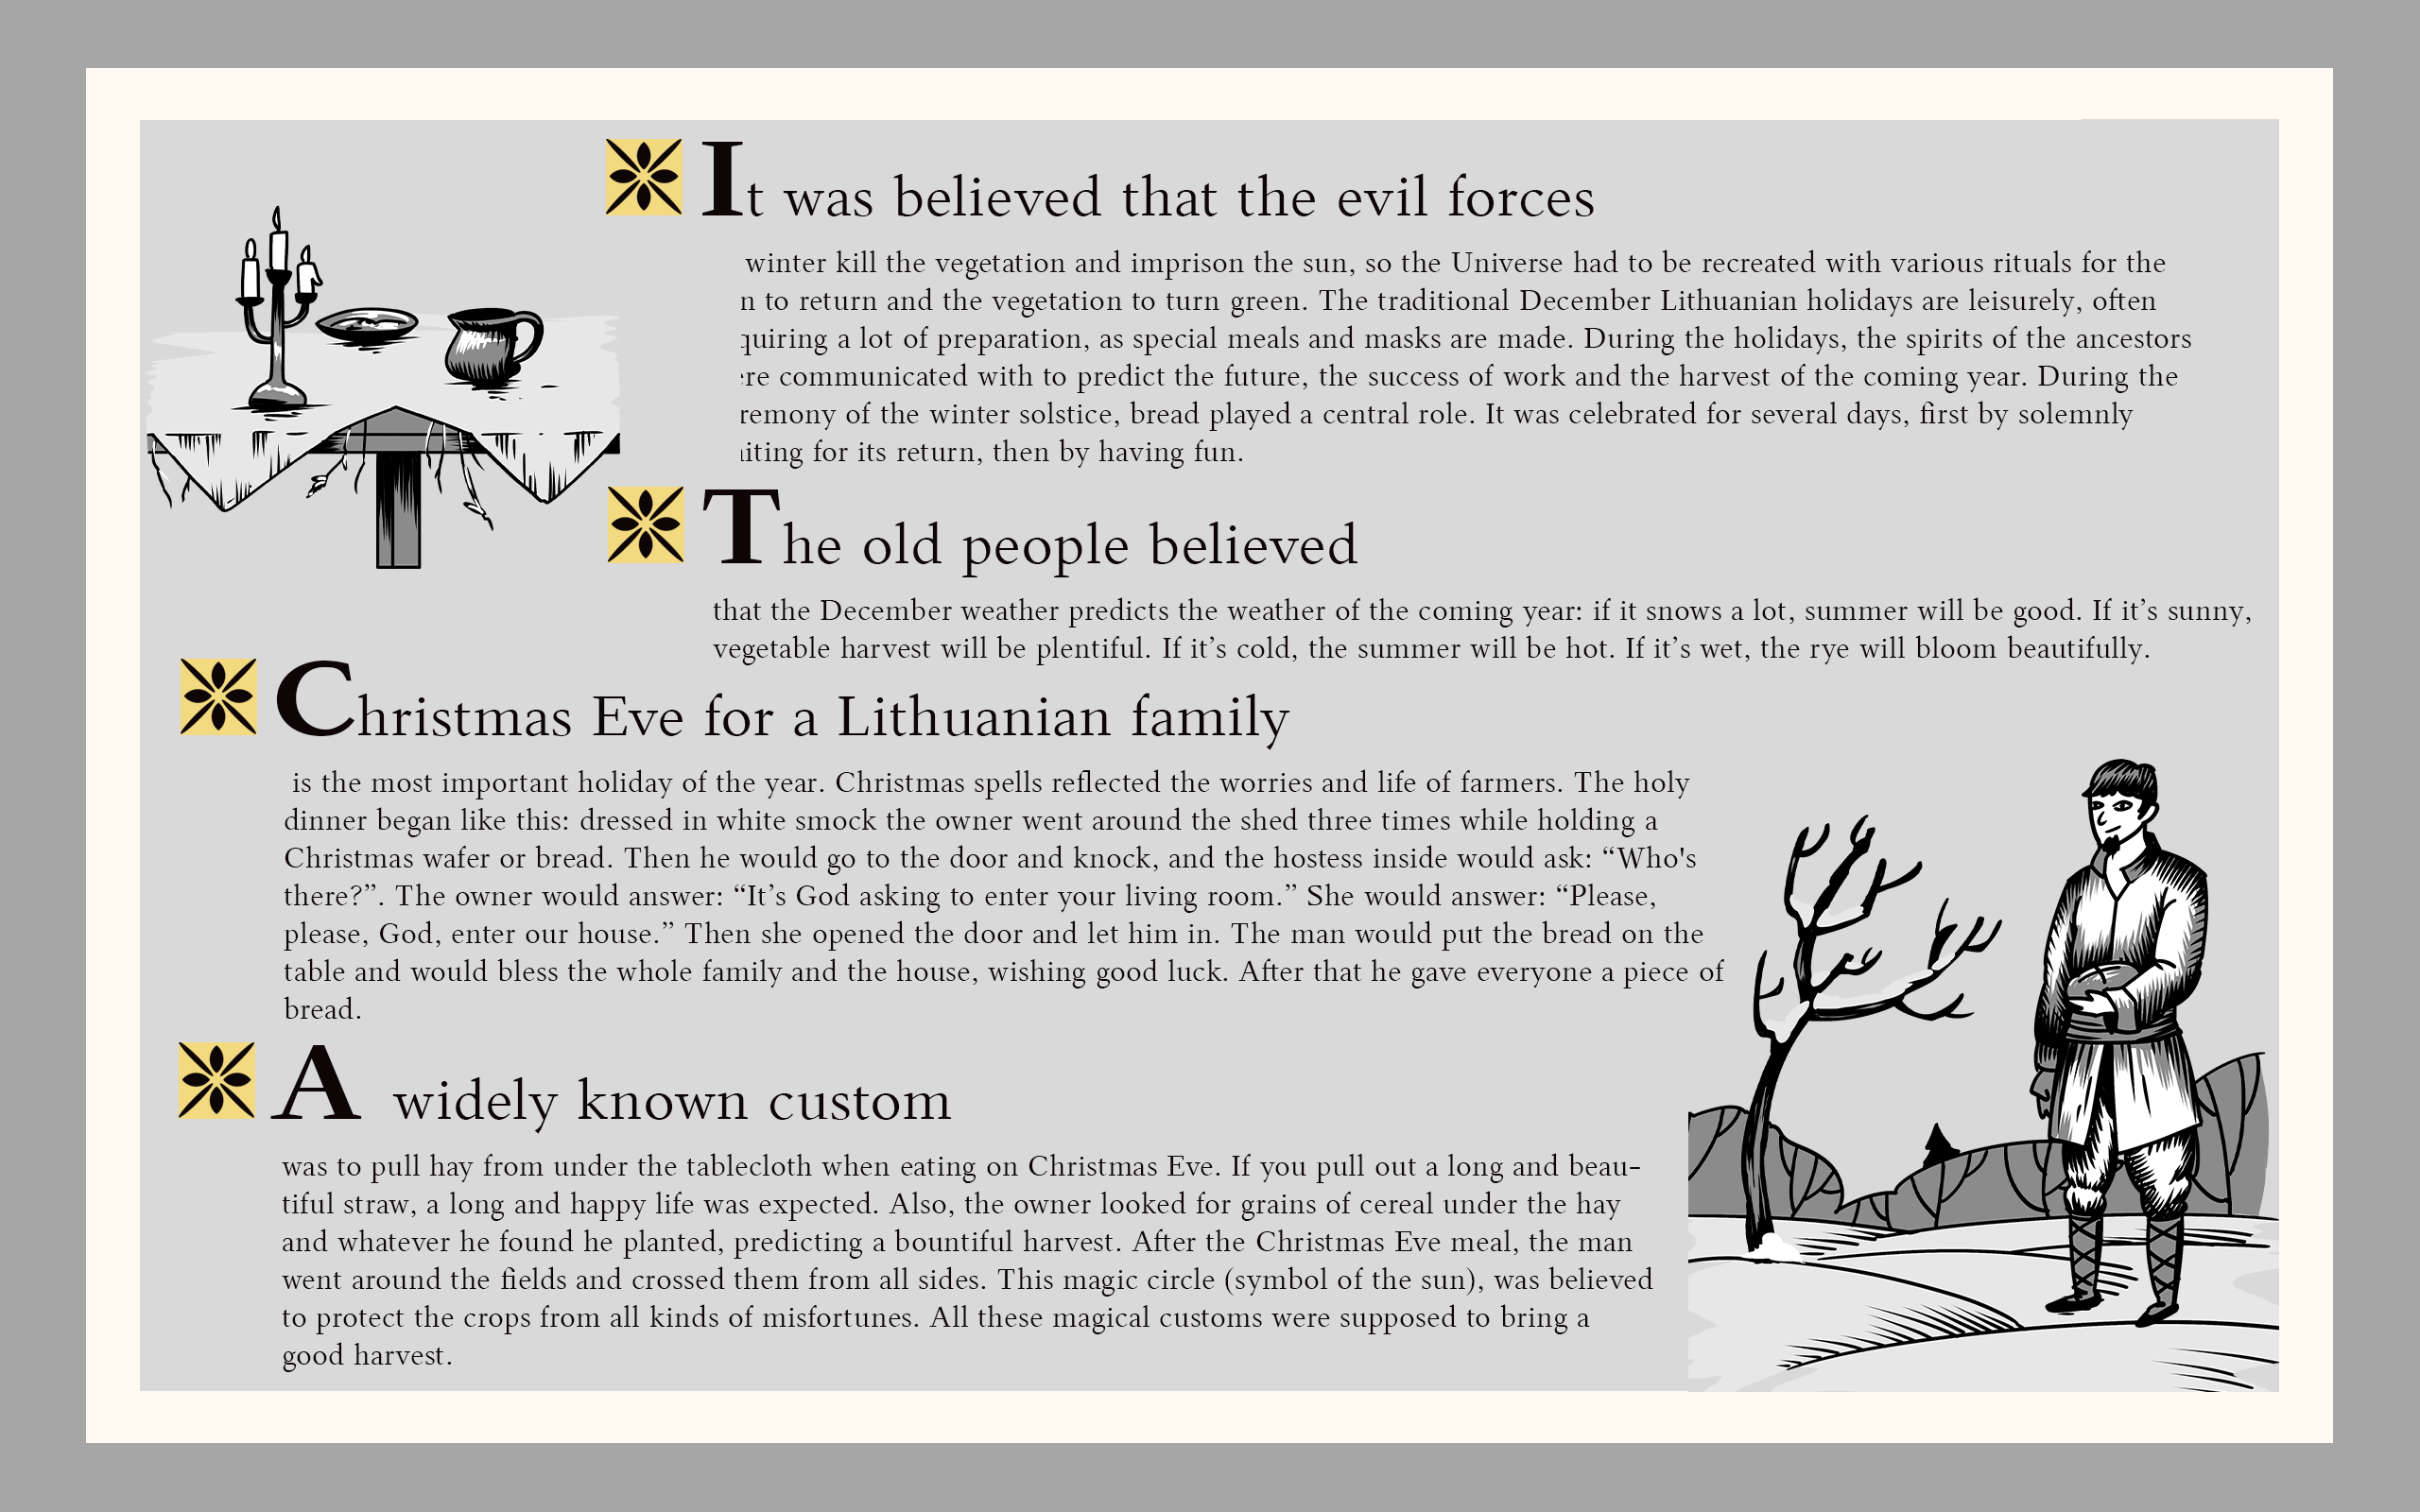 It was believed that the evil forces
winter kill the vegetation and imprison the sun, so the Universe had to be recreated with various rituals for the
n to return and the vegetation to turn green. The traditional December Lithuanian holidays are leisurely, often
quiring a lot of preparation, as special meals and masks are made. During the holidays, the spirits of the ancestors
re communicated with to predict the future, the success of work and the harvest of the coming year. During the
remony of the winter solstice, bread played a central role. It was celebrated for several days, first by solemnly
iting for its return, then by having fun.
The old people believed
that the December weather predicts the weather of the coming year: if it snows a lot, summer will be good. If it’s sunny,
vegetable harvest will be plentiful. If it’s cold, the summer will be hot. If it’s wet, the rye will bloom beautifully.
Christmas Eve for a Lithuanian family
is the most important holiday of the year. Christmas spells reflected the worries and life of farmers. The holy
dinner began like this: dressed in white smock the owner went around the shed three times while holding a
Christmas wafer or bread. Then he would go to the door and knock, and the hostess inside would ask: “Who's
there?”. The owner would answer: “It’s God asking to enter your living room.” She would answer: “Please,
please, God, enter our house.” Then she opened the door and let him in. The man would put the bread on the
table and would bless the whole family and the house, wishing good luck. After that he gave everyone a piece of
bread.
A widely known custom
was to pull hay from under the tablecloth when eating on Christmas Eve. If you pull out a long and beau-
tiful straw, a long and happy life was expected. Also, the owner looked for grains of cereal under the hay
and whatever he found he planted, predicting a bountiful harvest. After the Christmas Eve meal, the man
went around the fields and crossed them from all sides. This magic circle (symbol of the sun), was believed
to protect the crops from all kinds of misfortunes. All these magical customs were supposed to bring a
good harvest.